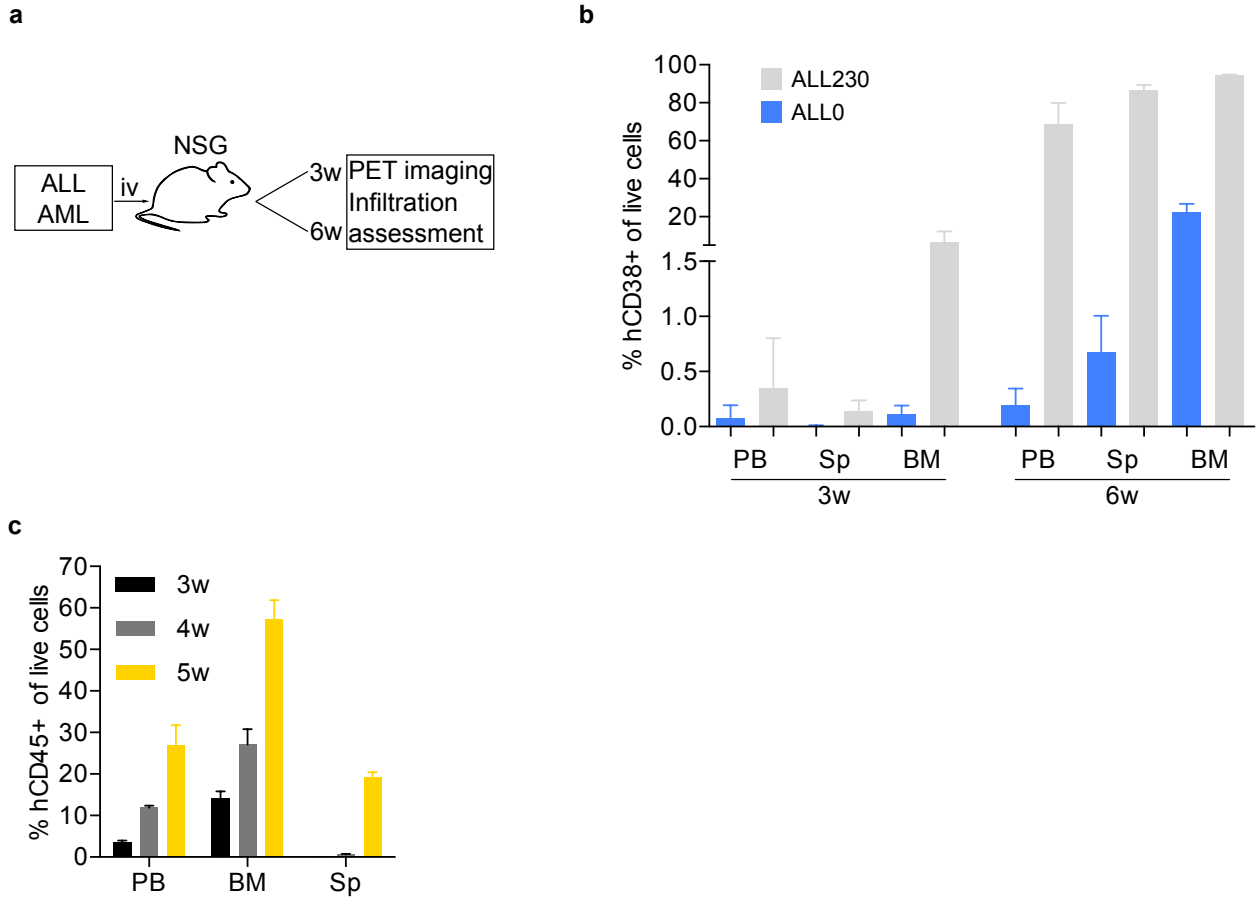 a
NSG
ALL
AML
iv
3w
6w
PET imaging
Infiltration
assessment
b
% hCD38+ of live cells
100
80
60
40
20
1.5
1.0
0.5
0.0
ALL230
ALL0
PB Sp BM PB Sp BM
3w 6w
c
% hCD45+ of live cells
70
60
50
40
30
20
10
0
3w
4w
5w
PB BM Sp